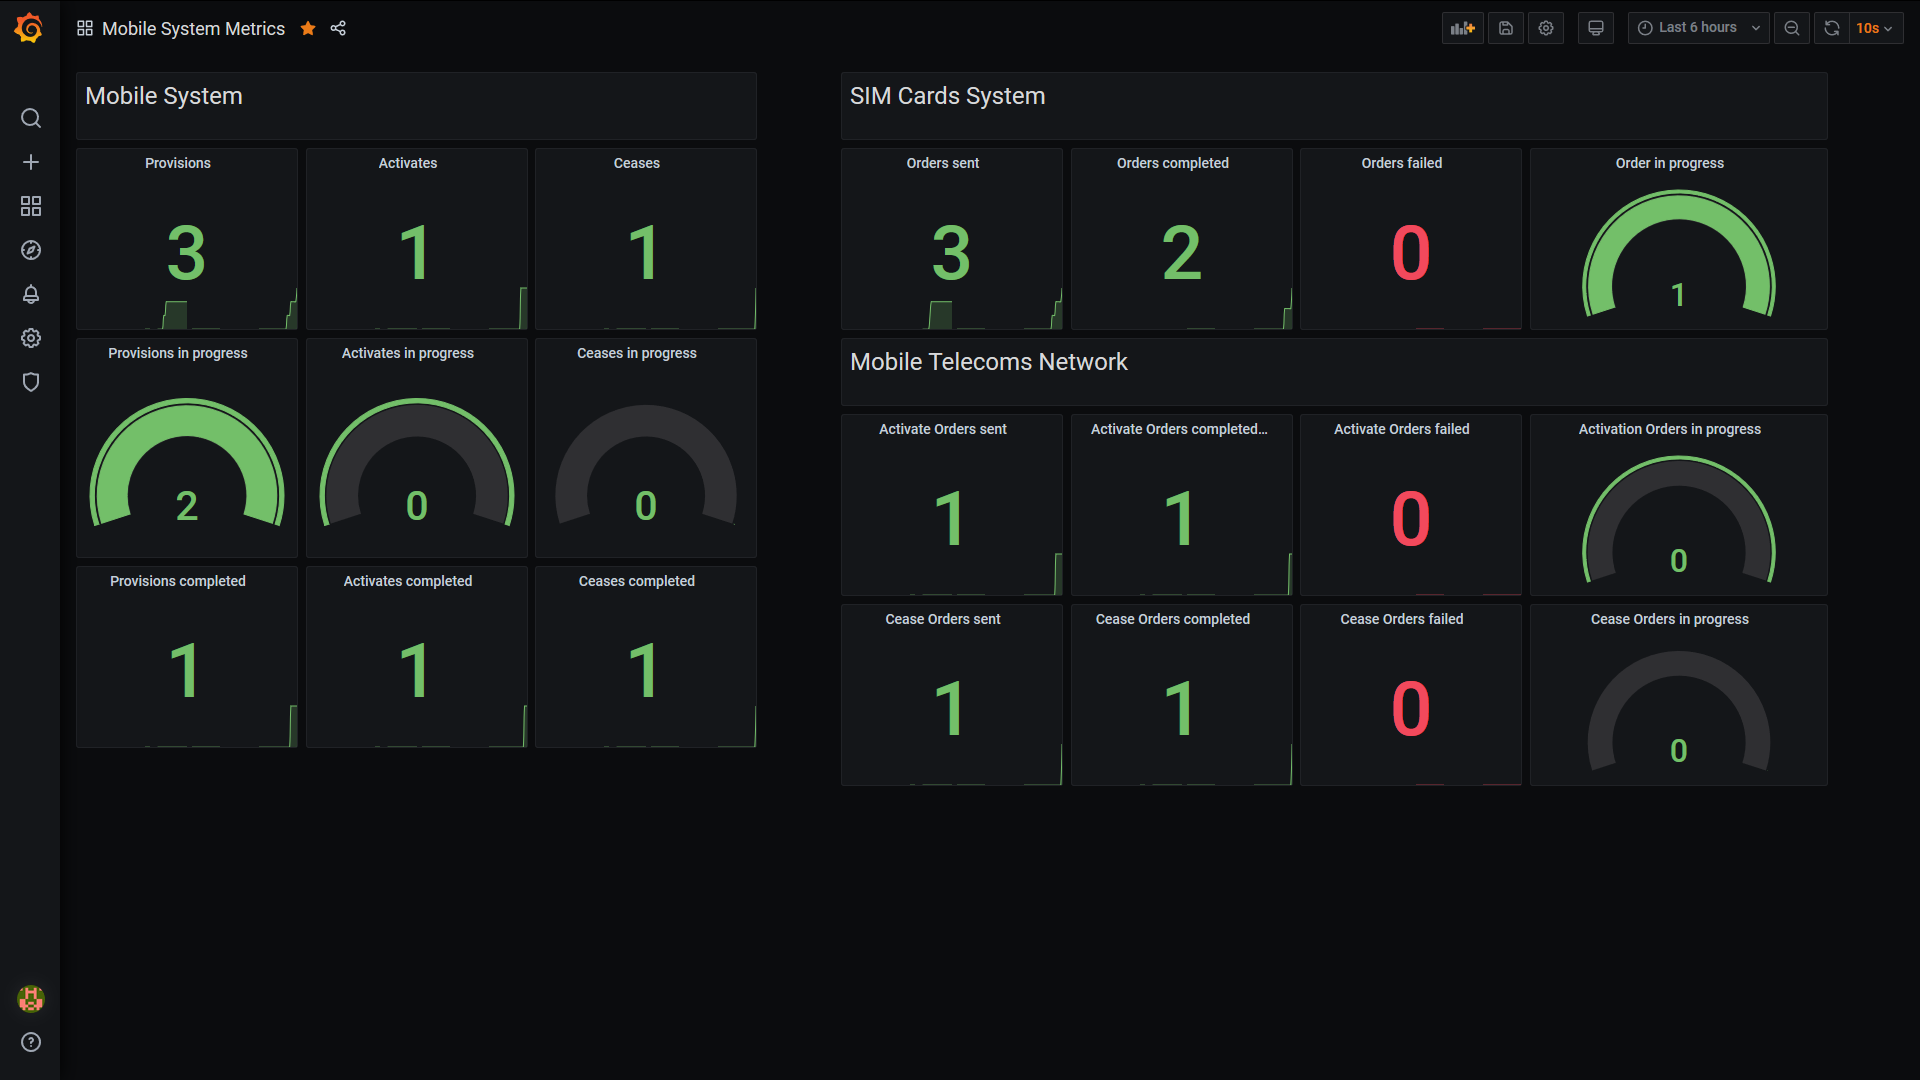 Mobile System Metrics
Last 6 hours
10s
Mobile System
SIM Cards System
Provisions
3
Activates
1
Ceases
1
Orders sent
3
Orders completed
2
Orders failed
0
Order in progress
1
Provisions in progress
2
Activates in progress
0
Ceases in progress
0
Mobile Telecoms Network
Activate Orders sent
1
Activate Orders completed...
1
Activate Orders failed
0
Activation Orders in progress
0
Provisions completed
1
Activates completed
1
Ceases completed
1
Cease Orders sent
1
Cease Orders completed
1
Cease Orders failed
0
Cease Orders in progress
0